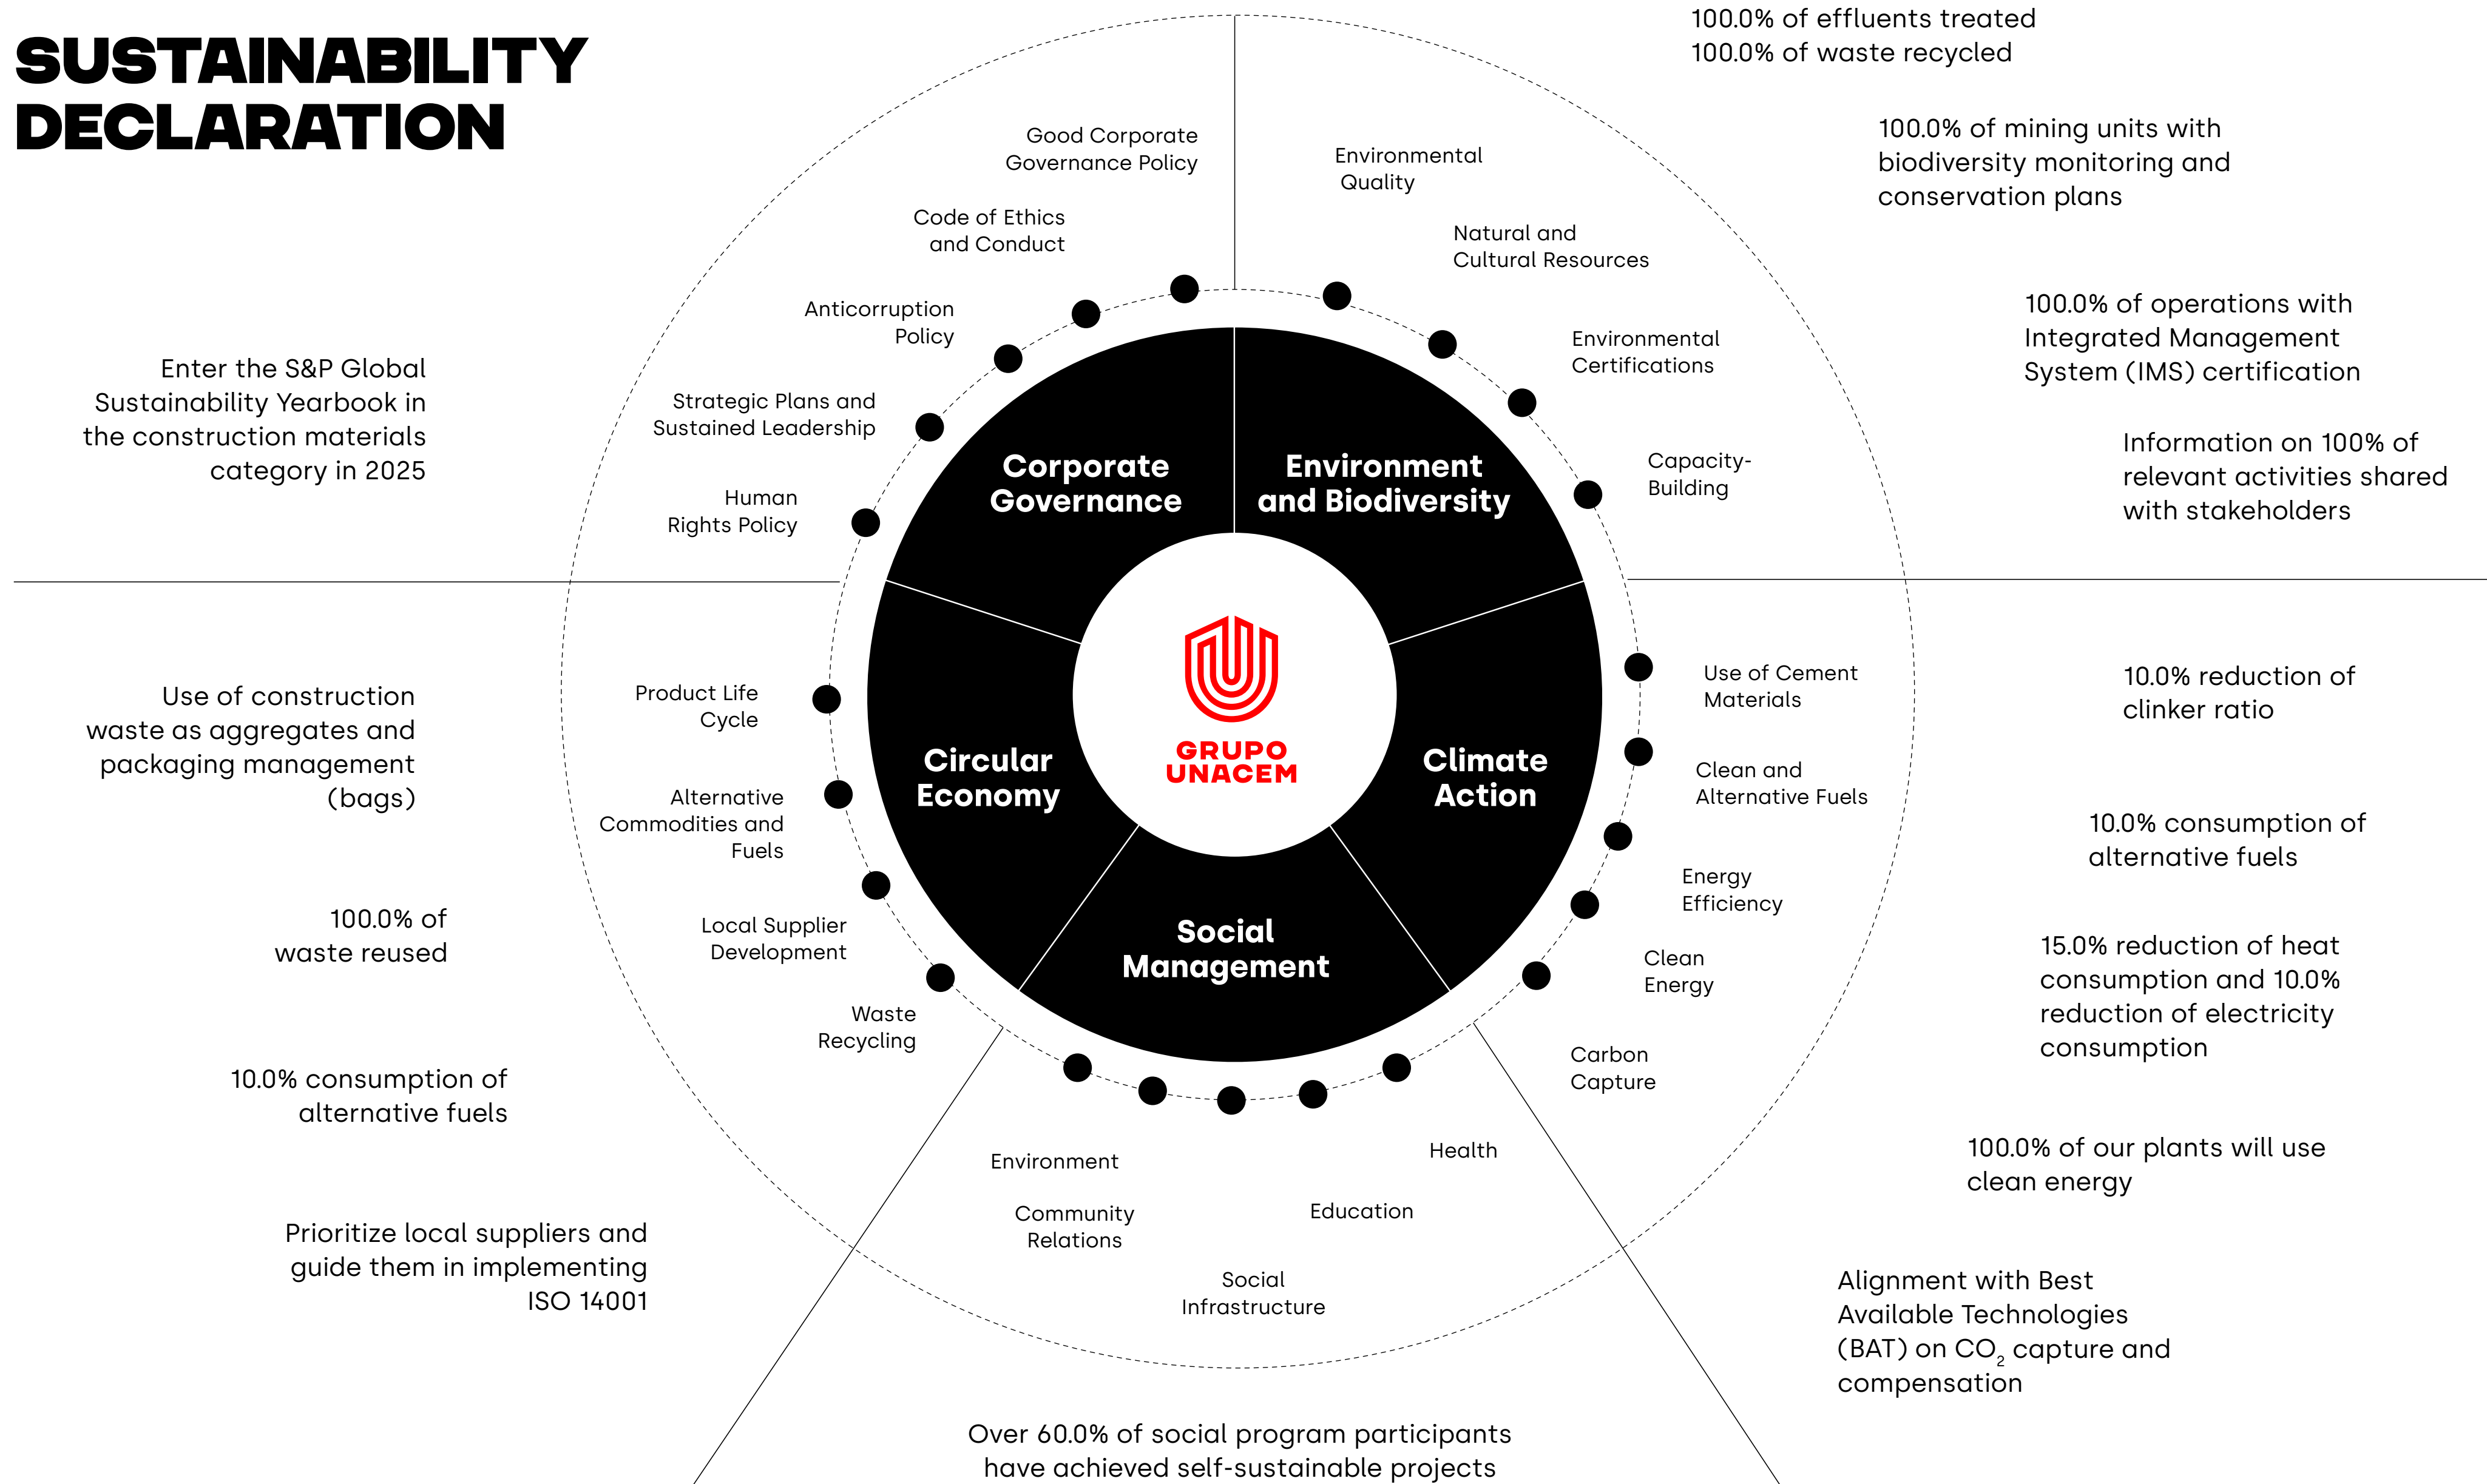 SUSTAINABILITY
DECLARATION
Good Corporate
Governance Policy
Code of Ethics
and Conduct
Anticorruption
Policy
Strategic Plans and
Sustained Leadership
Human
Rights Policy
Enter the S&P Global
Sustainability Yearbook in
the construction materials
category in 2025
Corporate
Governance
Environment
and Biodiversity
Environmental
Quality
Natural and
Cultural Resources
Environmental
Certifications
Capacity-
Building
100.0% of effluents treated
100.0% of waste recycled
100.0% of mining units with
biodiversity monitoring and
conservation plans
100.0% of operations with
Integrated Management
System (IMS) certification
Information on 100% of
relevant activities shared
with stakeholders
GRUPO
UNACEM
Climate
Action
Use of Cement
Materials
Clean and
Alternative Fuels
Energy
Efficiency
Clean
Energy
Carbon
Capture
10.0% reduction of
clinker ratio
10.0% consumption of
alternative fuels
15.0% reduction of heat
consumption and 10.0%
reduction of electricity
consumption
100.0% of our plants will use
clean energy
Alignment with Best
Available Technologies
(BAT) on CO₂ capture and
compensation
Social
Management
Environment
Community
Relations
Social
Infrastructure
Education
Health
Over 60.0% of social program participants
have achieved self-sustainable projects
Circular
Economy
Product Life
Cycle
Alternative
Commodities and
Fuels
Local Supplier
Development
Waste
Recycling
Use of construction
waste as aggregates and
packaging management
(bags)
100.0% of
waste reused
10.0% consumption of
alternative fuels
Prioritize local suppliers and
guide them in implementing
ISO 14001